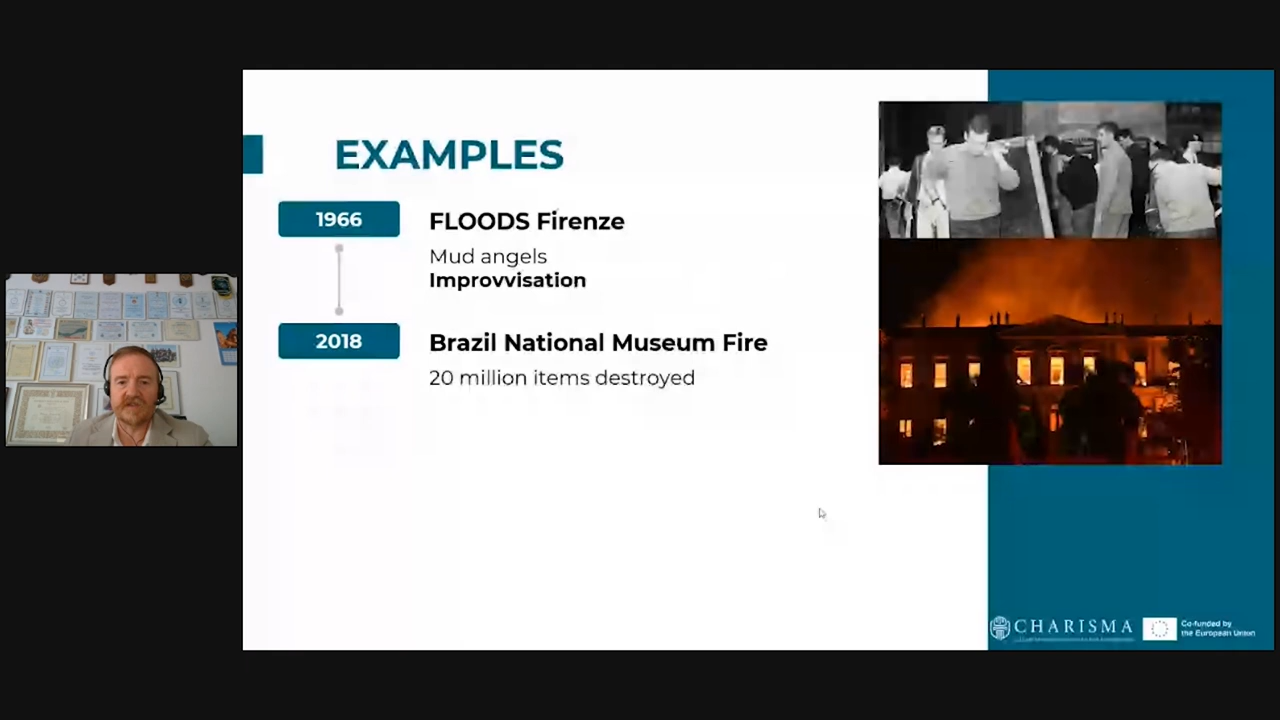 EXAMPLES
1966
FLOODS Firenze
Mud angels
Improvvisation
2018
Brazil National Museum Fire
20 million items destroyed
CHARISMA
Co-funded by
the European Union